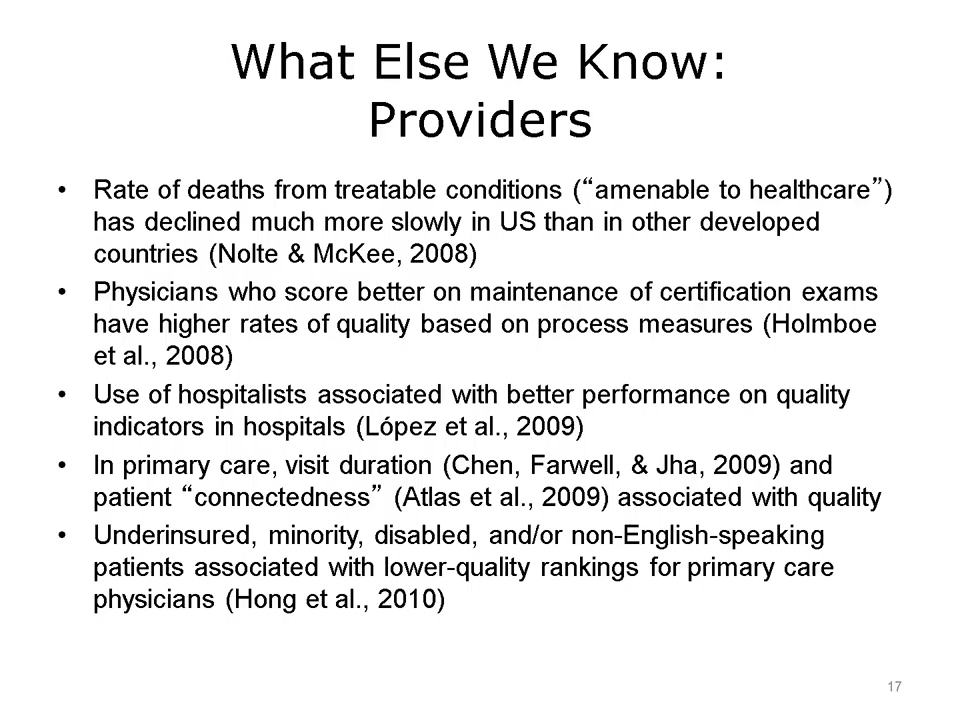 What Else We Know:
Providers
• Rate of deaths from treatable conditions (“amenable to healthcare”)
has declined much more slowly in US than in other developed
countries (Nolte & McKee, 2008)
• Physicians who score better on maintenance of certification exams
have higher rates of quality based on process measures (Holmboe
et al., 2008)
• Use of hospitalists associated with better performance on quality
indicators in hospitals (López et al., 2009)
• In primary care, visit duration (Chen, Farwell, & Jha, 2009) and
patient “connectedness” (Atlas et al., 2009) associated with quality
• Underinsured, minority, disabled, and/or non-English-speaking
patients associated with lower-quality rankings for primary care
physicians (Hong et al., 2010)
17